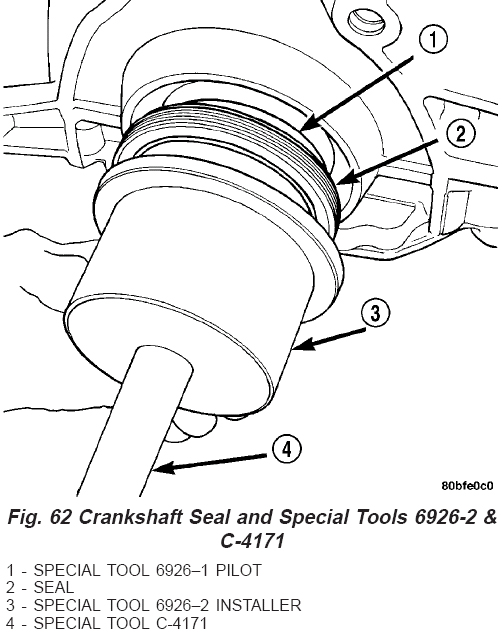 1
2
3
4
80bfe0c0
Fig. 62 Crankshaft Seal and Special Tools 6926-2 &
C-4171
1 - SPECIAL TOOL 6926–1 PILOT
2 - SEAL
3 - SPECIAL TOOL 6926–2 INSTALLER
4 - SPECIAL TOOL C-4171